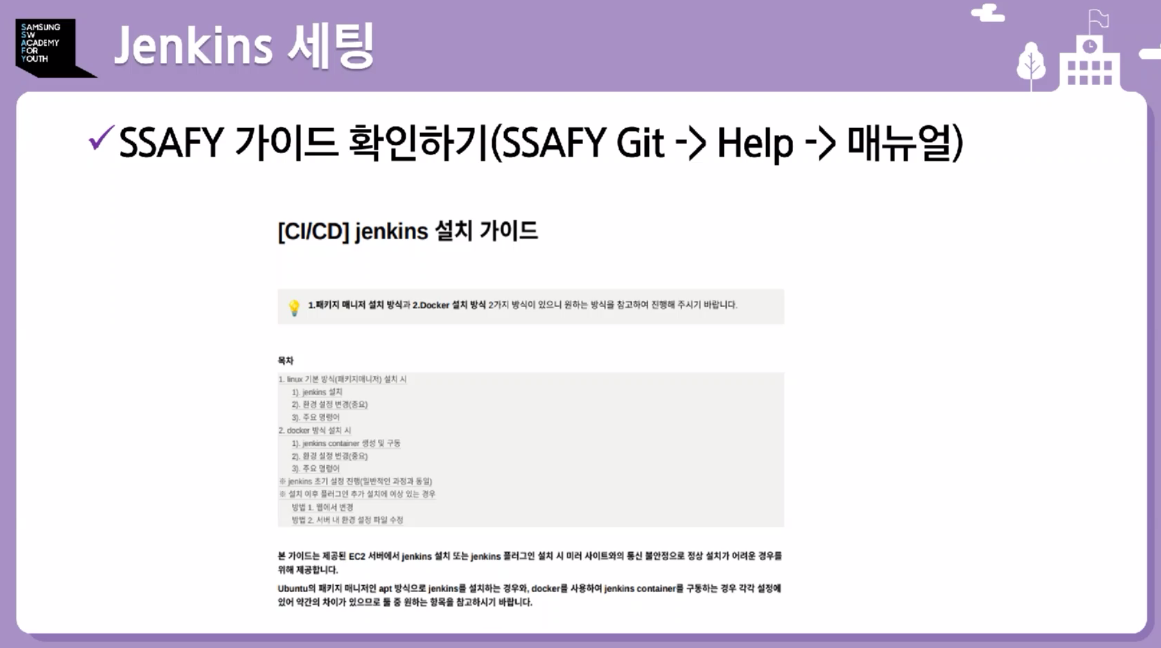 SAMSUNG
SW
ACADEMY
FOR
YOUTH
Jenkins 세팅
✓SSAFY 가이드 확인하기(SSAFY Git -> Help -> 매뉴얼)
[CI/CD] jenkins 설치 가이드
1.패키지 매니저 설치 방식과 2.Docker 설치 방식 2가지 방식이 있으니 원하는 방식을 참고하여 진행해 주시기 바랍니다.
목차
1. linux 기본 방식(패키지매니저) 설치 시
1). jenkins 설치
2). 환경 설정 변경(중요)
3). 주요 명령어
2. docker 방식 설치 시
1). jenkins container 생성 및 구동
2). 환경 설정 변경(중요)
3). 주요 명령어
※ jenkins 초기 설정 진행(일반적인 과정과 동일)
※ 설치 이후 플러그인 추가 설치에 이상 있는 경우
방법 1. 웹에서 변경
방법 2. 서버 내 환경 설정 파일 수정
본 가이드는 제공된 EC2 서버에서 jenkins 설치 또는 jenkins 플러그인 설치 시 미러 사이트와의 통신 불안정으로 정상 설치가 어려운 경우를
위해 제공합니다.
Ubuntu의 패키지 매니저인 apt 방식으로 jenkins를 설치하는 경우와, docker를 사용하여 jenkins container를 구동하는 경우 각각 설정에
있어 약간의 차이가 있으므로 둘 중 원하는 항목을 참고하시기 바랍니다.